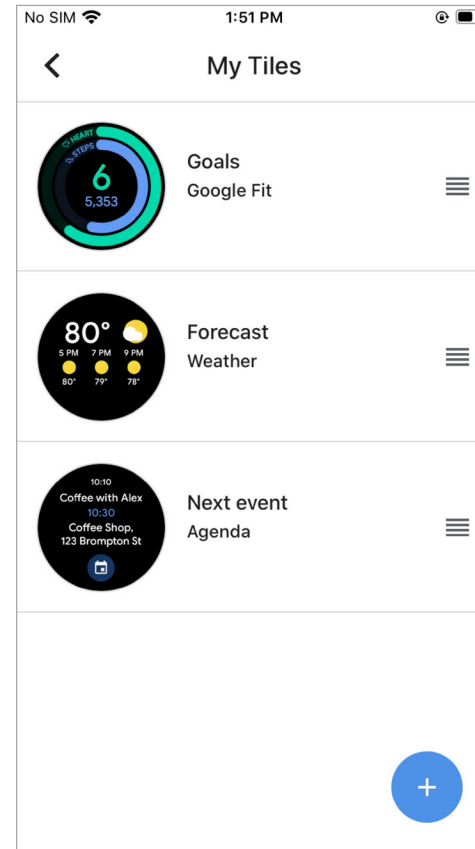 No SIM 1:51 PM
My Tiles
HEART
STEPS
6
5,353
Goals
Google Fit
80°
5 PM 7 PM 9 PM
80° 79° 78°
Forecast
Weather
10:10
Coffee with Alex
10:30
Coffee Shop,
123 Brompton St
Next event
Agenda
+